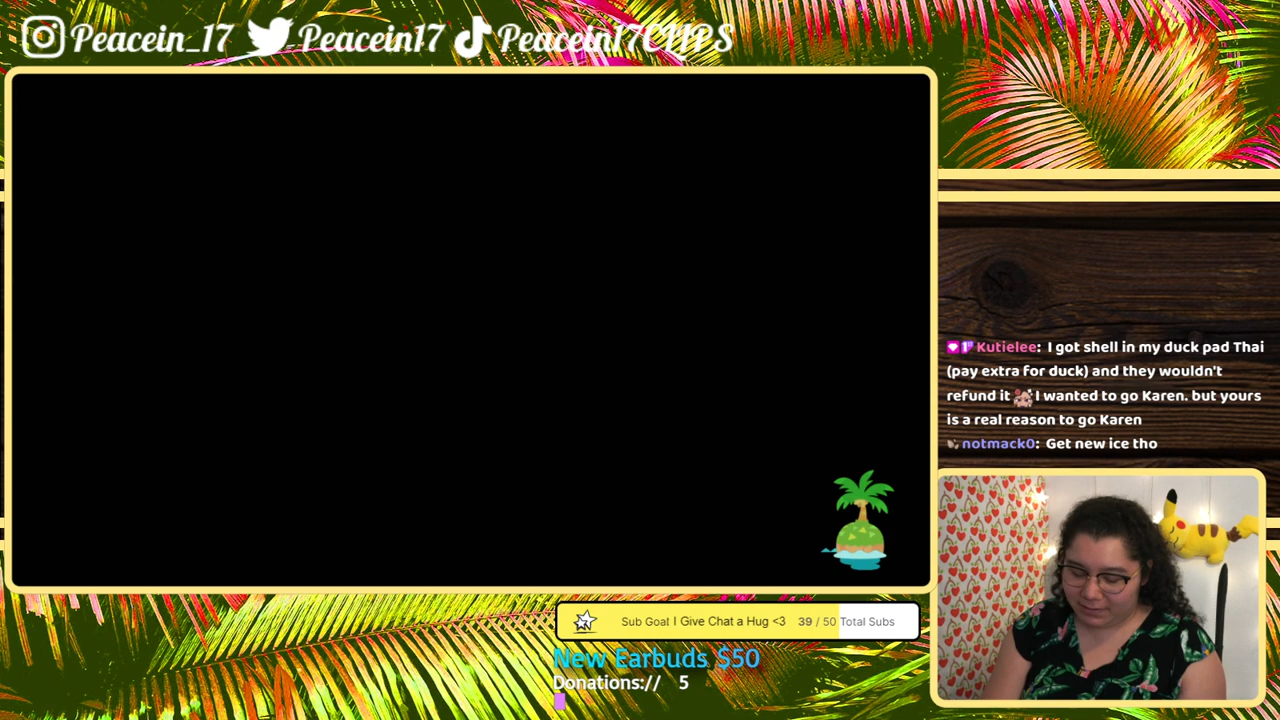 Peacein_17 Peacein17 Peacein17CLIPS
Kutielee: I got shell in my duck pad Thai
(pay extra for duck) and they wouldn't
refund it I wanted to go Karen. but yours
is a real reason to go Karen
notmack0: Get new ice tho
Sub Goal I Give Chat a Hug <3 39 / 50 Total Subs
New Earbuds $50
Donations:// 5